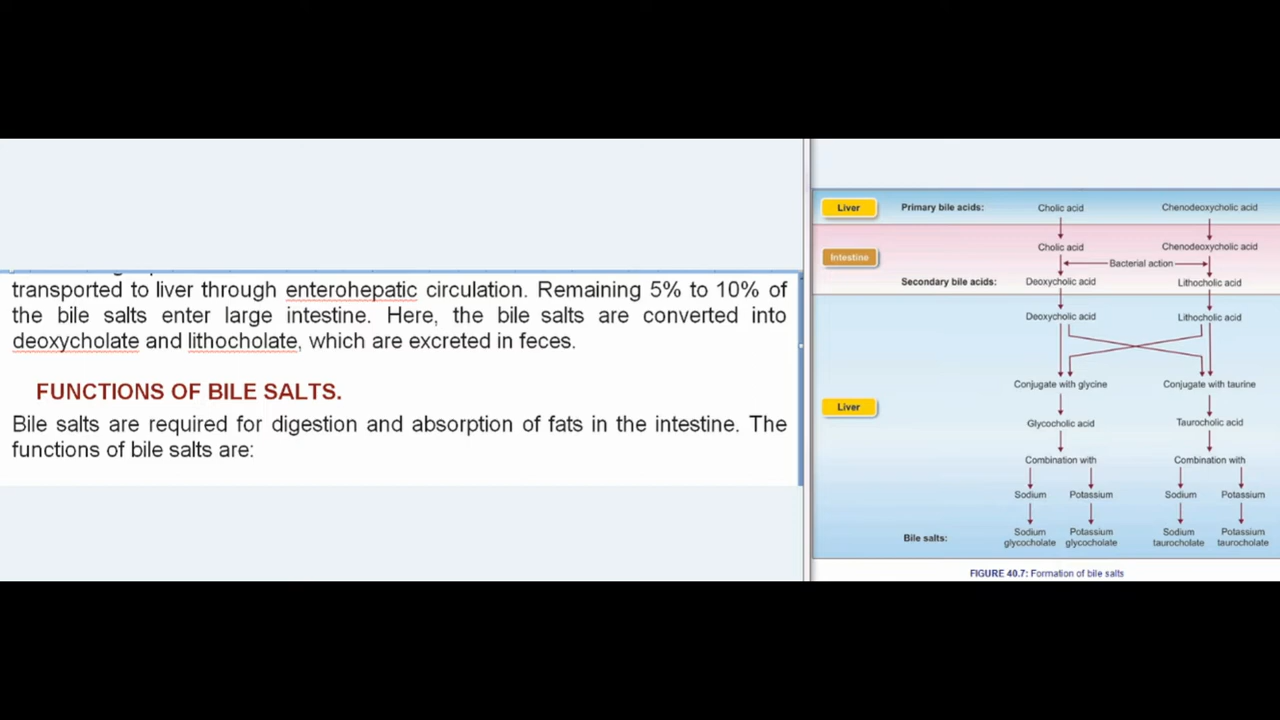 transported to liver through enterohepatic circulation. Remaining 5% to 10% of
the bile salts enter large intestine. Here, the bile salts are converted into
deoxycholate and lithocholate, which are excreted in feces.
FUNCTIONS OF BILE SALTS.
Bile salts are required for digestion and absorption of fats in the intestine. The
functions of bile salts are:
Liver Primary bile acids: Cholic acid Chenodeoxycholic acid
Cholic acid Chenodeoxycholic acid
Intestine Bacterial action
Secondary bile acids: Deoxycholic acid Lithocholic acid
Deoxycholic acid Lithocholic acid
Conjugate with glycine Conjugate with taurine
Liver
Glycocholic acid Taurocholic acid
Combination with Combination with
Sodium Potassium Sodium Potassium
Bile salts: Sodium Potassium Sodium Potassium
glycocholate glycocholate taurocholate taurocholate
FIGURE 40.7: Formation of bile salts